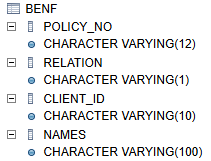 BENF
POLICY_NO
CHARACTER VARYING(12)
RELATION
CHARACTER VARYING(1)
CLIENT_ID
CHARACTER VARYING(10)
NAMES
CHARACTER VARYING(100)